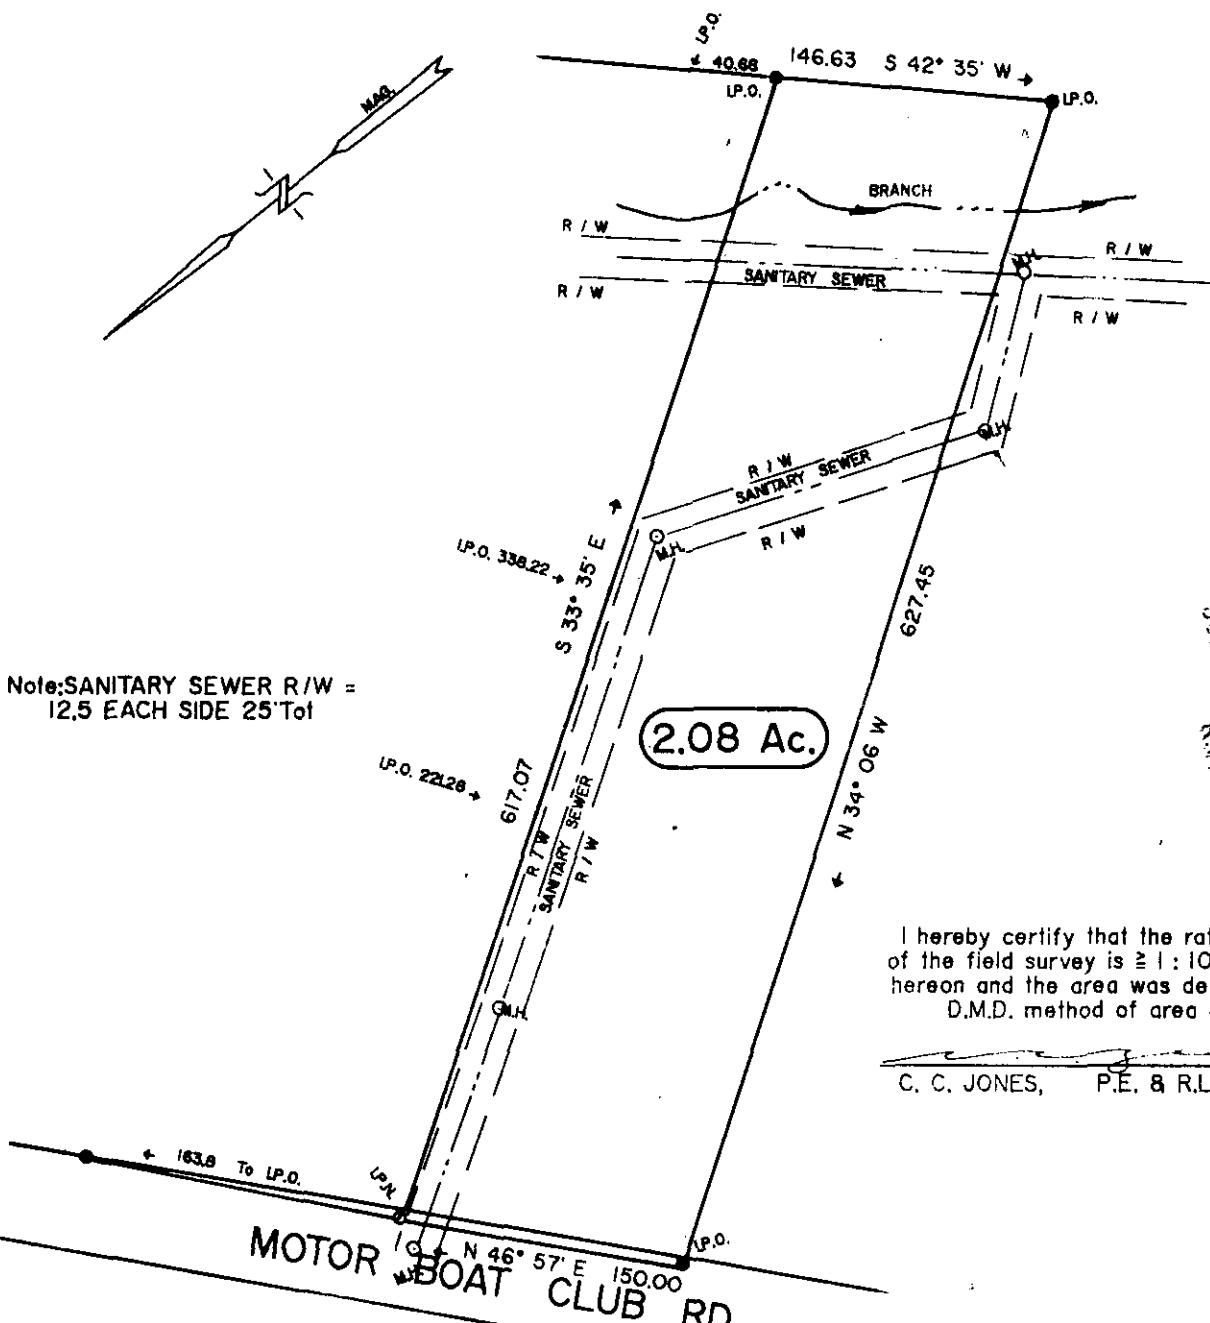 I.P.O.
40.68
146.63 S 42° 35' W
I.P.O.
I.P.O.
MAG.
BRANCH
R / W
R / W
M.H.
SANITARY SEWER
R / W
R / W
M.H.
R / W
SANITARY SEWER
R / W
M.H.
I.P.O. 338.22
S 33° 35' E
627.45
Note:SANITARY SEWER R/W =
12.5 EACH SIDE 25'Tot
2.08 Ac.
N 34° 06 W
I.P.O. 221.26
617.07
R / W
SANITARY SEWER
R / W
M.H.
I hereby certify that the rat
of the field survey is ≧ 1 : 10
hereon and the area was de
D.M.D. method of area
C. C. JONES, P.E. & R.L
163.8 To I.P.O.
I.P.N.
I.P.O.
N 46° 57' E 150.00
M.H.
MOTOR BOAT CLUB RD